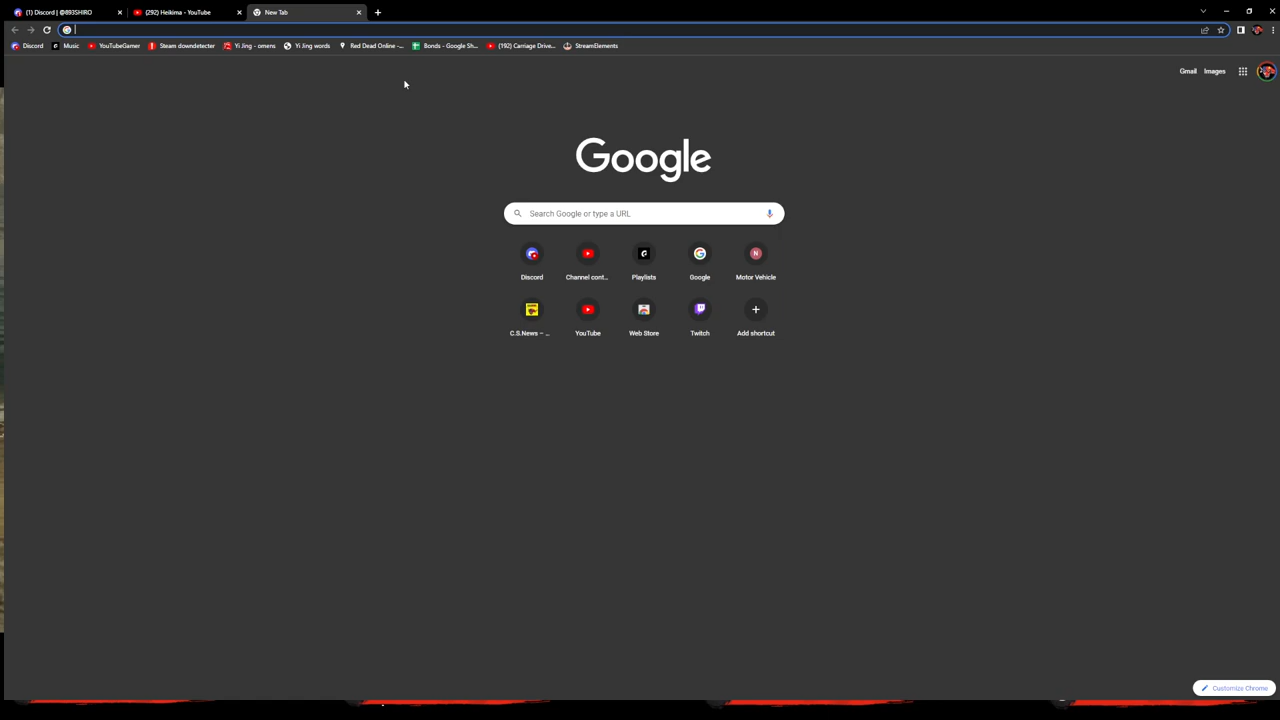 (1) Discord | @893SHIRO
(292) Heikima - YouTube
New Tab
Discord
Music
YouTubeGamer
Steam downdetecter
Yi Jing - omens
Yi Jing words
Red Dead Online -...
Bonds - Google Sh...
(192) Carriage Drive...
StreamElements
Gmail
Images
Google
Search Google or type a URL
Discord
Channel cont...
Playlists
Google
N
Motor Vehicle
C.S.News – ...
YouTube
Web Store
Twitch
Add shortcut
Customize Chrome